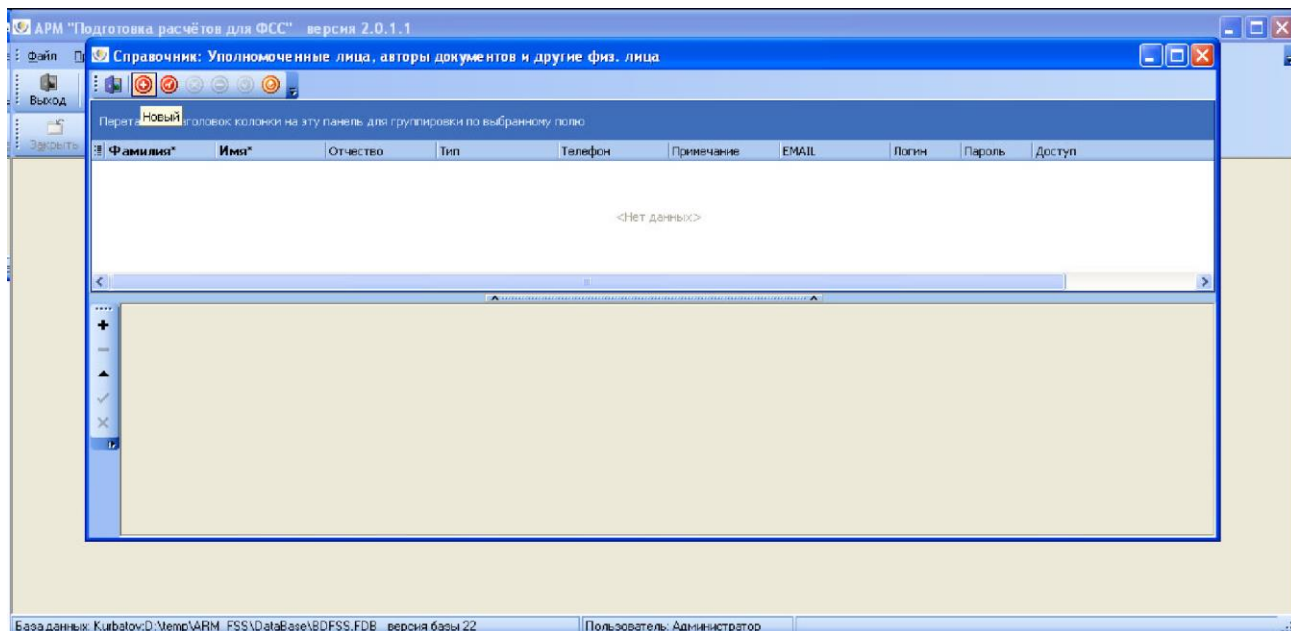 АРМ "Подготовка расчётов для ФСС" версия 2.0.1.1
Файл
Справочник: Уполномоченные лица, авторы документов и другие физ. лица
Выход
Новый
Закрыть
колонки на эту панель для группировки по выбранному полю
Фамилия* Имя* Отчество Тип Телефон Примечание EMAIL Логин Пароль Доступ
<Нет данных>
База данных: Kurbatov:D:\temp\ARM_FSS\DataBase\BDFSS.FDB версия базы 22 Пользователь: Администратор